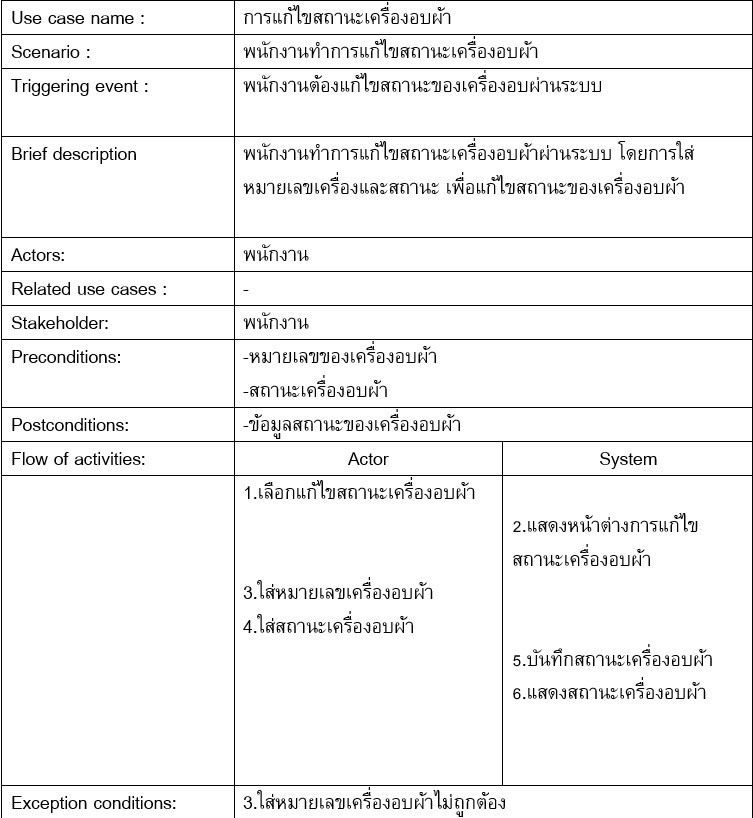 Use case name : การแก้ไขสถานะเครื่องอบผ้า
Scenario : พนักงานทำการแก้ไขสถานะเครื่องอบผ้า
Triggering event : พนักงานต้องแก้ไขสถานะของเครื่องอบผ่านระบบ
Brief description พนักงานทำการแก้ไขสถานะเครื่องอบผ้าผ่านระบบ โดยการใส่
หมายเลขเครื่องและสถานะ เพื่อแก้ไขสถานะของเครื่องอบผ้า
Actors: พนักงาน
Related use cases : -
Stakeholder: พนักงาน
Preconditions: -หมายเลขของเครื่องอบผ้า
-สถานะเครื่องอบผ้า
Postconditions: -ข้อมูลสถานะของเครื่องอบผ้า
Flow of activities: Actor System
1.เลือกแก้ไขสถานะเครื่องอบผ้า
2.แสดงหน้าต่างการแก้ไข
สถานะเครื่องอบผ้า
3.ใส่หมายเลขเครื่องอบผ้า
4.ใส่สถานะเครื่องอบผ้า
5.บันทึกสถานะเครื่องอบผ้า
6.แสดงสถานะเครื่องอบผ้า
Exception conditions: 3.ใส่หมายเลขเครื่องอบผ้าไม่ถูกต้อง